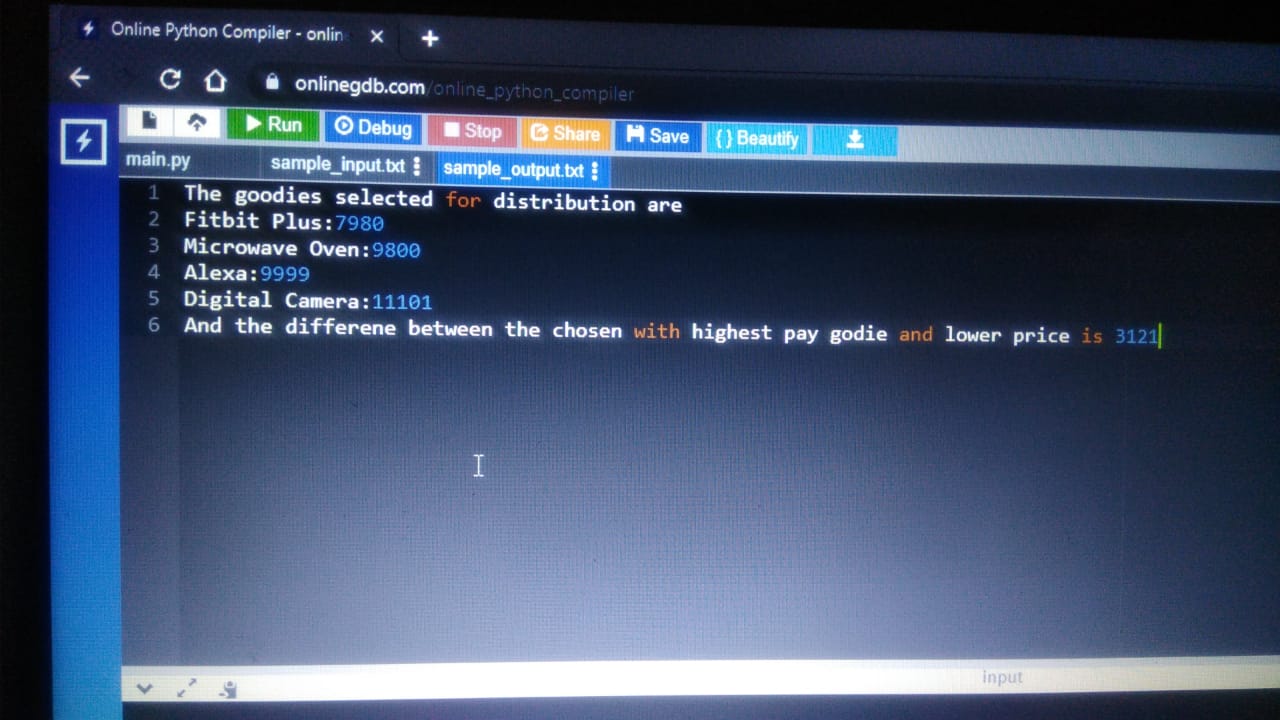 Online Python Compiler - onlin
onlinegdb.com/online_python_compiler
Run Debug Stop Share Save {} Beautify
main.py sample_input.txt sample_output.txt
1 The goodies selected for distribution are
2 Fitbit Plus:7980
3 Microwave Oven:9800
4 Alexa:9999
5 Digital Camera:11101
6 And the differene between the chosen with highest pay godie and lower price is 3121
input